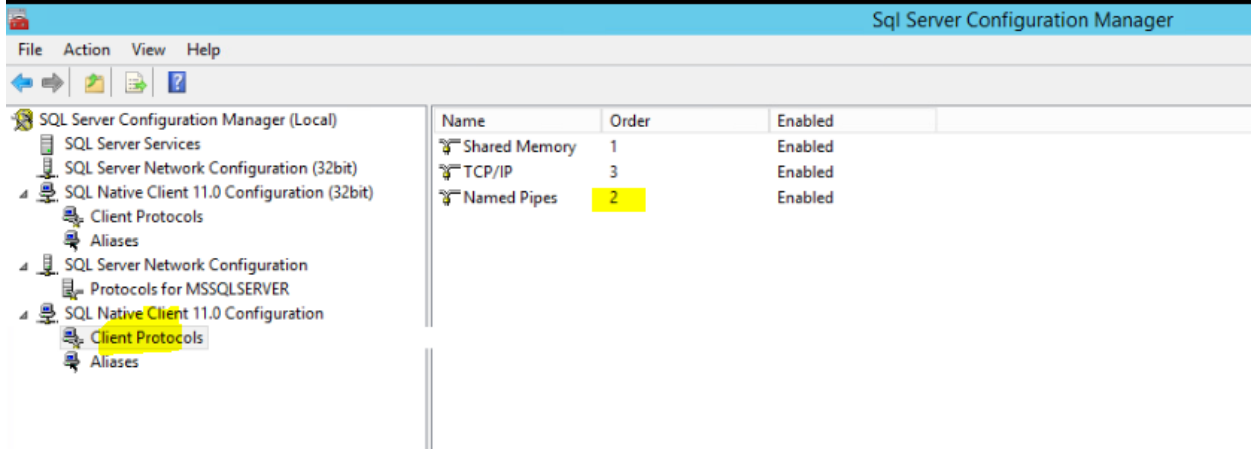 Sql Server Configuration Manager
File Action View Help
SQL Server Configuration Manager (Local)
SQL Server Services
SQL Server Network Configuration (32bit)
SQL Native Client 11.0 Configuration (32bit)
Client Protocols
Aliases
SQL Server Network Configuration
Protocols for MSSQLSERVER
SQL Native Client 11.0 Configuration
Client Protocols
Aliases
Name Order Enabled
Shared Memory 1 Enabled
TCP/IP 3 Enabled
Named Pipes 2 Enabled